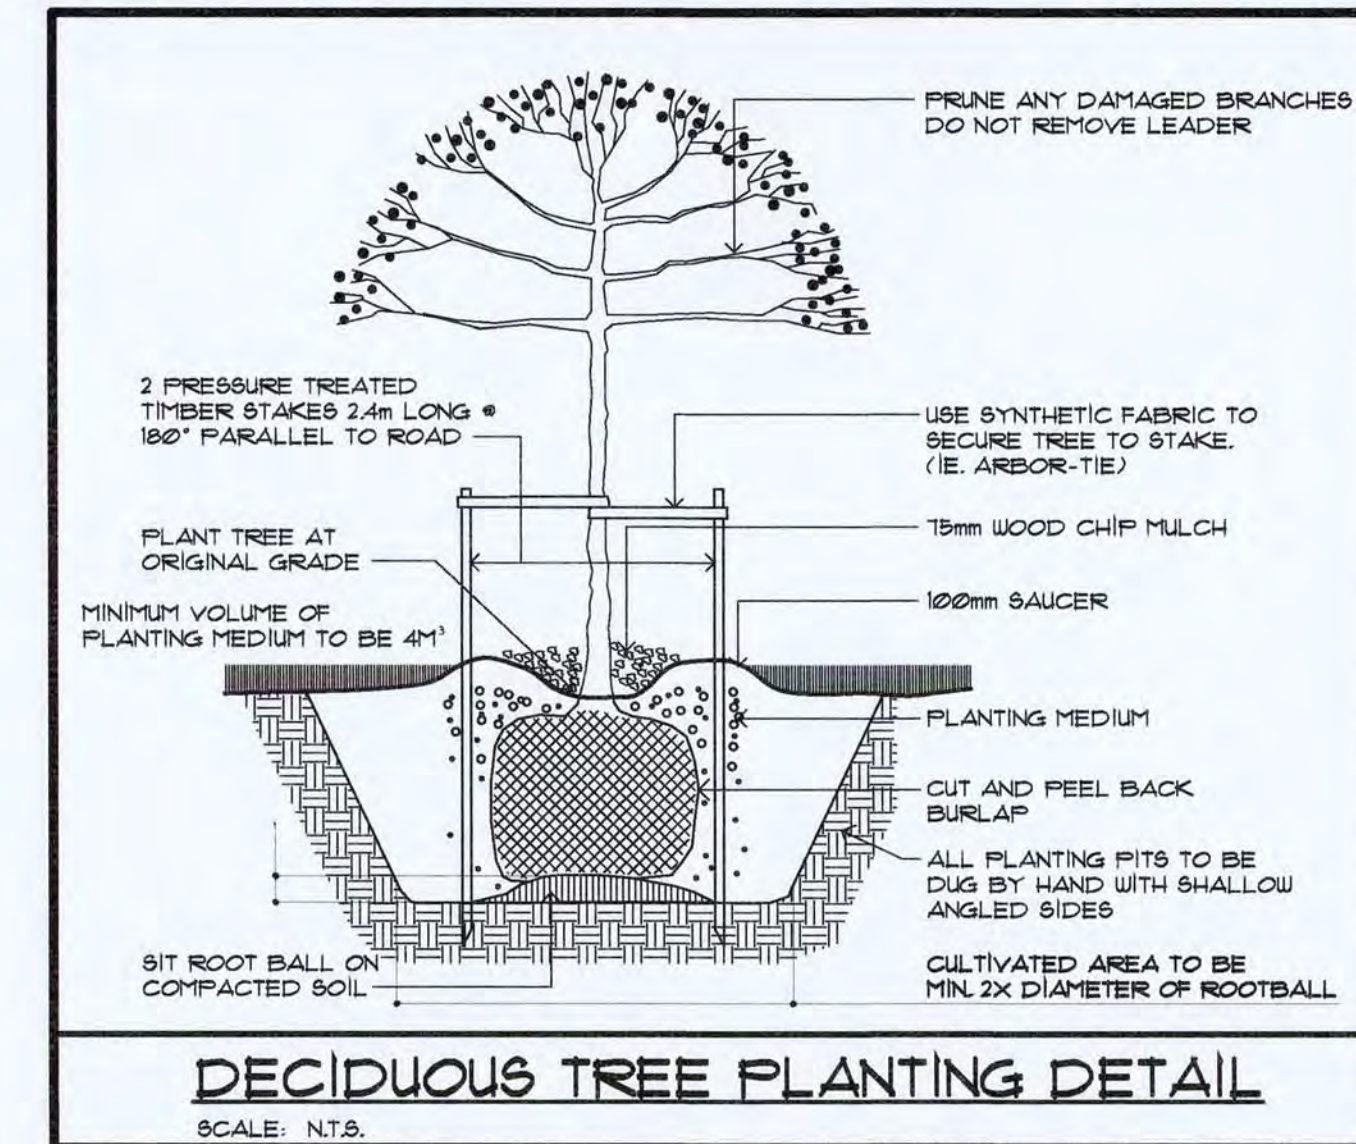 PRUNE ANY DAMAGED BRANCHES
DO NOT REMOVE LEADER
2 PRESSURE TREATED
TIMBER STAKES 2.4m LONG @
180° PARALLEL TO ROAD
USE SYNTHETIC FABRIC TO
SECURE TREE TO STAKE.
(IE. ARBOR-TIE)
PLANT TREE AT
ORIGINAL GRADE
75mm WOOD CHIP MULCH
MINIMUM VOLUME OF
PLANTING MEDIUM TO BE 4M³
100mm SAUCER
PLANTING MEDIUM
CUT AND PEEL BACK
BURLAP
ALL PLANTING PITS TO BE
DUG BY HAND WITH SHALLOW
ANGLED SIDES
SIT ROOT BALL ON
COMPACTED SOIL
CULTIVATED AREA TO BE
MIN. 2X DIAMETER OF ROOTBALL
DECIDUOUS TREE PLANTING DETAIL
SCALE: N.T.S.